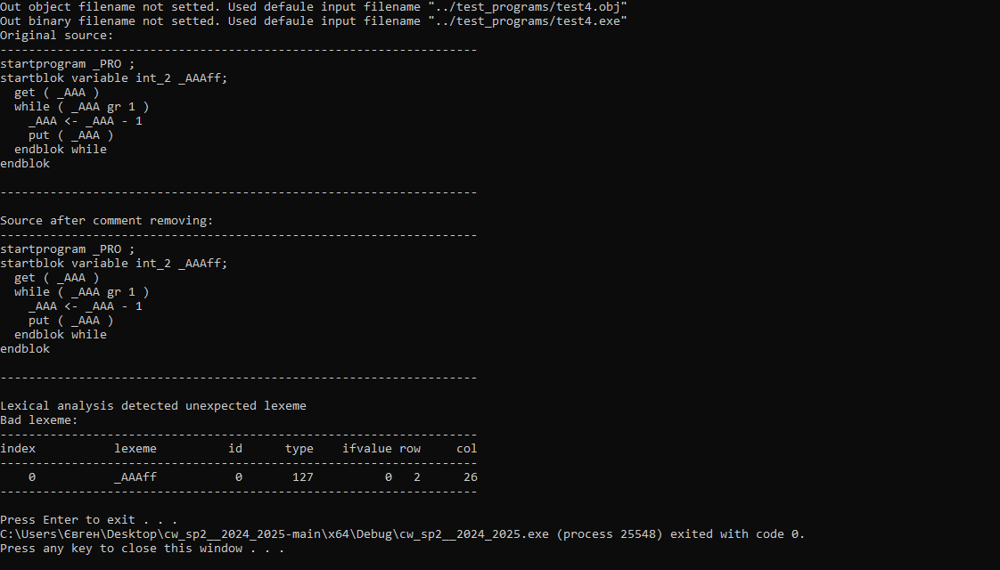 Out object filename not setted. Used defaule input filename "../test_programs/test4.obj"
Out binary filename not setted. Used defaule input filename "../test_programs/test4.exe"
Original source:
-------------------------------------------------------------------
startprogram _PRO ;
startblok variable int_2 _AAAff;
  get ( _AAA )
  while ( _AAA gr 1 )
    _AAA <- _AAA - 1
    put ( _AAA )
  endblok while
endblok
-------------------------------------------------------------------
Source after comment removing:
-------------------------------------------------------------------
startprogram _PRO ;
startblok variable int_2 _AAAff;
  get ( _AAA )
  while ( _AAA gr 1 )
    _AAA <- _AAA - 1
    put ( _AAA )
  endblok while
endblok
-------------------------------------------------------------------
Lexical analysis detected unexpected lexeme
Bad lexeme:
-------------------------------------------------------------------
index           lexeme          id      type    ifvalue row     col
-------------------------------------------------------------------
    0           _AAAff           0       127          0   2      26
-------------------------------------------------------------------
Press Enter to exit . . .
C:\Users\Євген\Desktop\cw_sp2__2024_2025-main\x64\Debug\cw_sp2__2024_2025.exe (process 25548) exited with code 0.
Press any key to close this window . . .